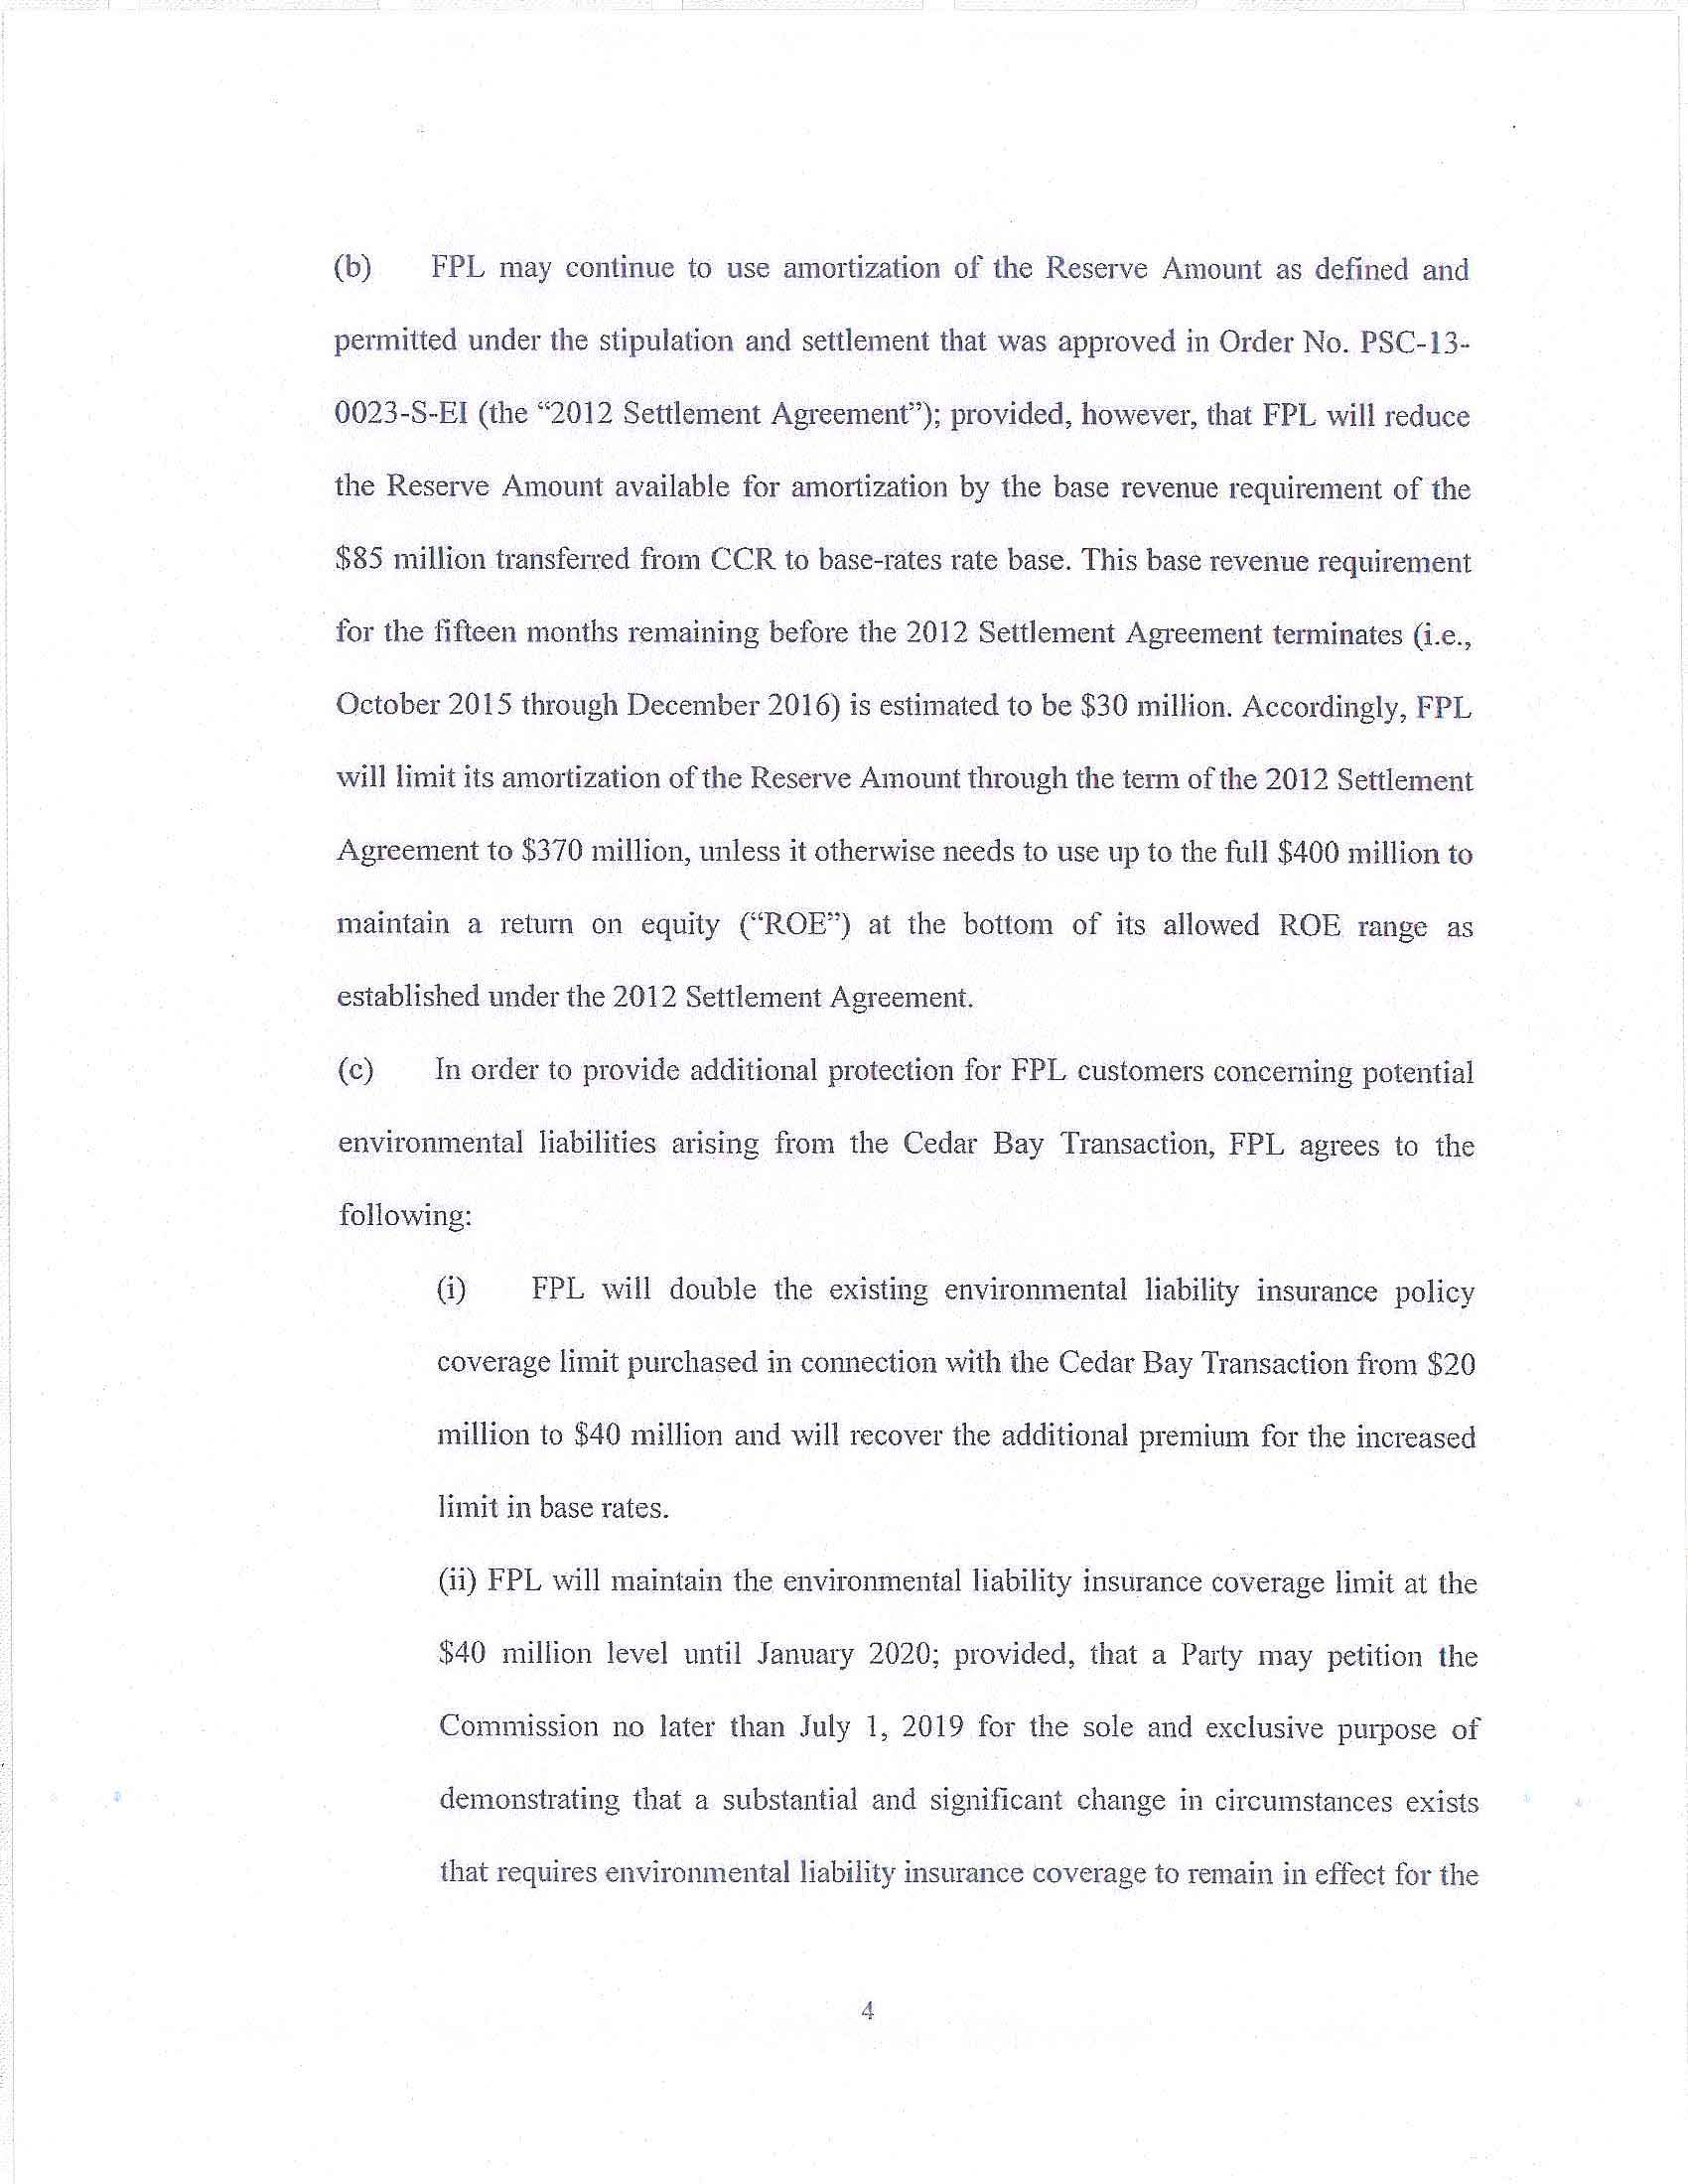 (b) FPL may continue to use amortization of the Reserve Amount as defined and
permitted under the stipulation and settlement that was approved in Order No. PSC-13-
0023-S-EI (the “2012 Settlement Agreement”); provided, however, that FPL will reduce
the Reserve Amount available for amortization by the base revenue requirement of the
$85 million transferred from CCR to base-rates rate base. This base revenue requirement
for the fifteen months remaining before the 2012 Settlement Agreement terminates (i.e.,
October 2015 through December 2016) is estimated to be $30 million. Accordingly, FPL
will limit its amortization of the Reserve Amount through the term of the 2012 Settlement
Agreement to $370 million, unless it otherwise needs to use up to the full $400 million to
maintain a return on equity (“ROE”) at the bottom of its allowed ROE range as
established under the 2012 Settlement Agreement.
(c) In order to provide additional protection for FPL customers concerning potential
environmental liabilities arising from the Cedar Bay Transaction, FPL agrees to the
following:
(i) FPL will double the existing environmental liability insurance policy
coverage limit purchased in connection with the Cedar Bay Transaction from $20
million to $40 million and will recover the additional premium for the increased
limit in base rates.
(ii) FPL will maintain the environmental liability insurance coverage limit at the
$40 million level until January 2020; provided, that a Party may petition the
Commission no later than July 1, 2019 for the sole and exclusive purpose of
demonstrating that a substantial and significant change in circumstances exists
that requires environmental liability insurance coverage to remain in effect for the
4